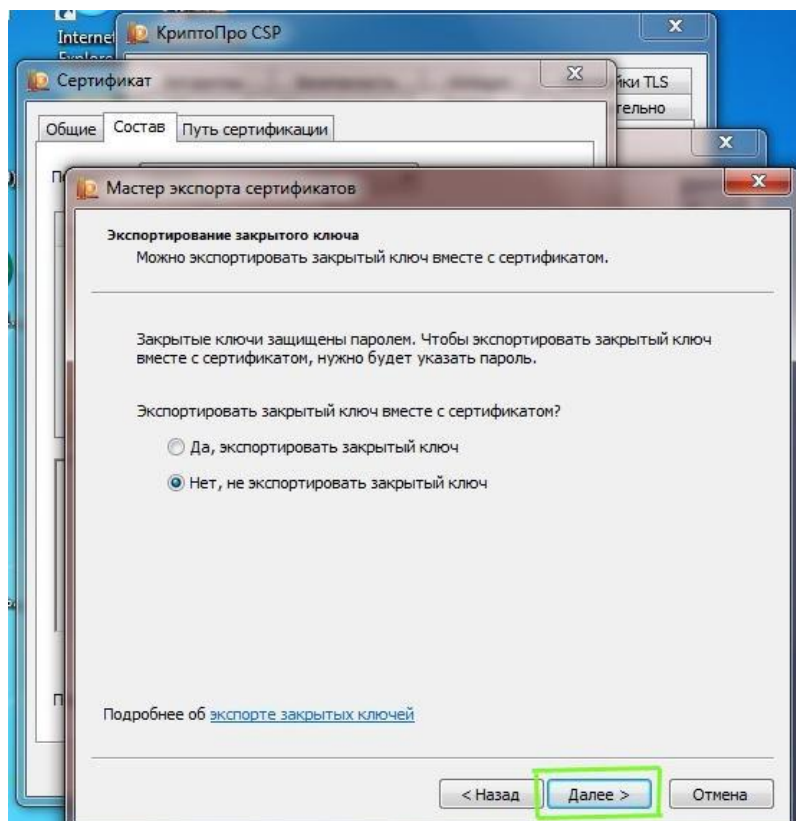 Internet
КриптоПро CSP
Explorer
Сертификат
йки TLS
тельно
Общие Состав Путь сертификации
Мастер экспорта сертификатов
Экспортирование закрытого ключа
Можно экспортировать закрытый ключ вместе с сертификатом.
Закрытые ключи защищены паролем. Чтобы экспортировать закрытый ключ
вместе с сертификатом, нужно будет указать пароль.
Экспортировать закрытый ключ вместе с сертификатом?
Да, экспортировать закрытый ключ
Нет, не экспортировать закрытый ключ
Подробнее об экспорте закрытых ключей
< Назад Далее > Отмена